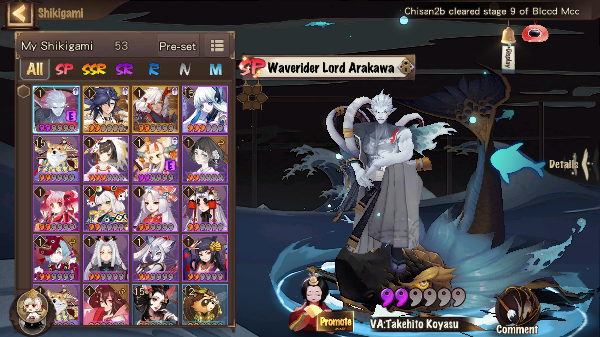 Shikigami
Chisan2b cleared stage 9 of Blood Moo
My Shikigami 53
Pre-set
All SP SSR SR R N M
SP Waverider Lord Arakawa
Display
Details
Promote
VA:Takehito Koyasu
Comment